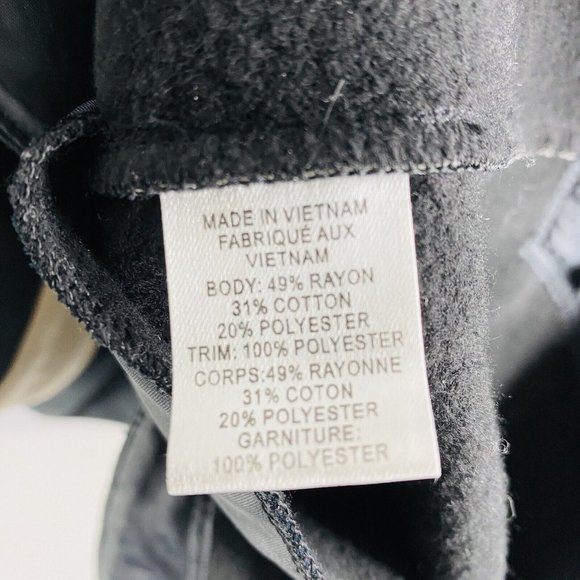 MADE IN VIETNAM
FABRIQUÉ AUX
VIETNAM
BODY: 49% RAYON
31% COTTON
20% POLYESTER
TRIM: 100% POLYESTER
CORPS:49% RAYONNE
31% COTON
20% POLYESTER
GARNITURE:
100% POLYESTER